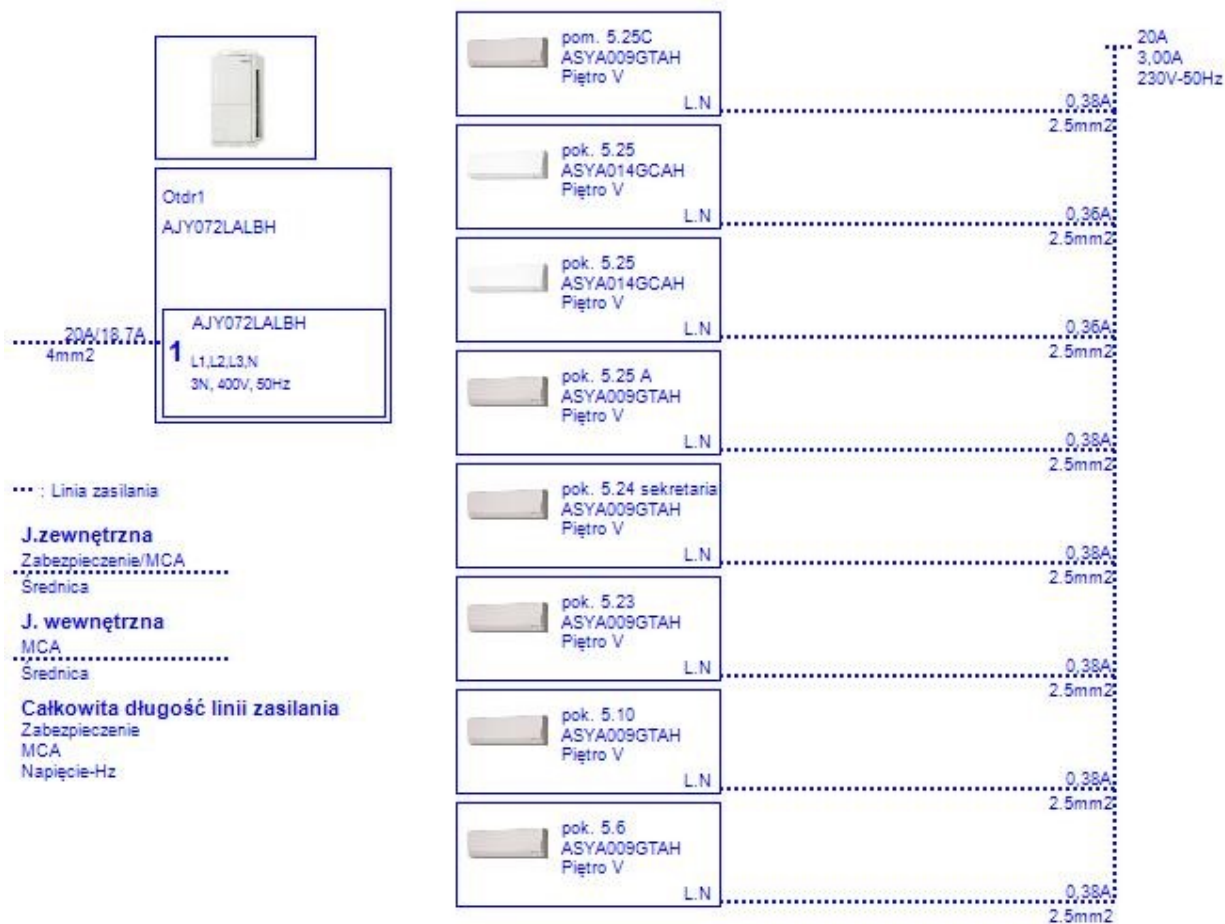 Otdr1
AJY072LALBH
20A/18,7A
4mm2
AJY072LALBH
1
L1,L2,L3,N
3N, 400V, 50Hz
... : Linia zasilania
J.zewnętrzna
Zabezpieczenie/MCA
Średnica
J. wewnętrzna
MCA
Średnica
Całkowita długość linii zasilania
Zabezpieczenie
MCA
Napięcie-Hz
pom. 5.25C
ASYA009GTAH
Piętro V
L.N
0,38A
2.5mm2
pok. 5.25
ASYA014GCAH
Piętro V
L.N
0,36A
2.5mm2
pok. 5.25
ASYA014GCAH
Piętro V
L.N
0,36A
2.5mm2
pok. 5.25 A
ASYA009GTAH
Piętro V
L.N
0,38A
2.5mm2
pok. 5.24 sekretaria
ASYA009GTAH
Piętro V
L.N
0,38A
2.5mm2
pok. 5.23
ASYA009GTAH
Piętro V
L.N
0,38A
2.5mm2
pok. 5.10
ASYA009GTAH
Piętro V
L.N
0,38A
2.5mm2
pok. 5.6
ASYA009GTAH
Piętro V
L.N
0,38A
2.5mm2
20A
3,00A
230V-50Hz